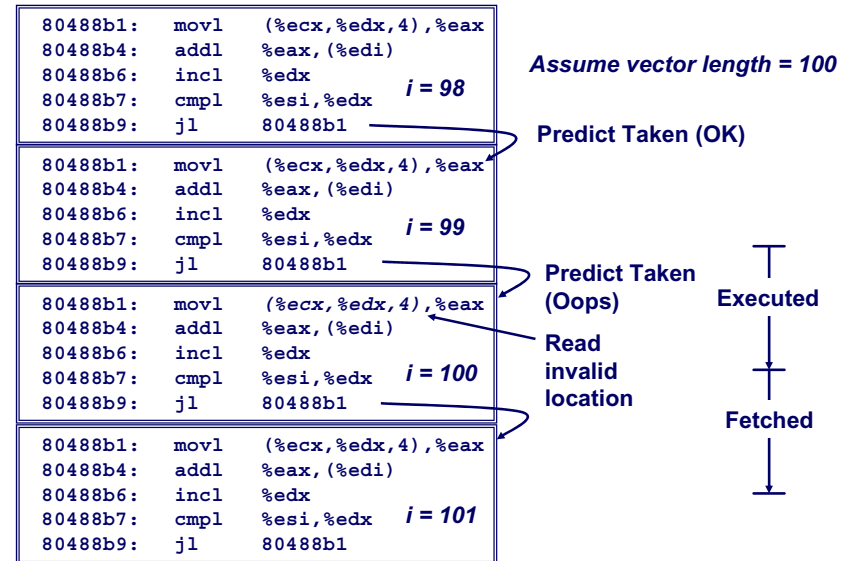 80488b1: movl (%ecx,%edx,4),%eax
80488b4: addl %eax,(%edi)
80488b6: incl %edx
80488b7: cmpl %esi,%edx
i = 98
80488b9: jl 80488b1
Assume vector length = 100
Predict Taken (OK)
80488b1: movl (%ecx,%edx,4),%eax
80488b4: addl %eax,(%edi)
80488b6: incl %edx
80488b7: cmpl %esi,%edx
i = 99
80488b9: jl 80488b1
Predict Taken
(Oops)
80488b1: movl (%ecx,%edx,4),%eax
80488b4: addl %eax,(%edi)
80488b6: incl %edx
80488b7: cmpl %esi,%edx
i = 100
80488b9: jl 80488b1
Read
invalid
location
Executed
Fetched
80488b1: movl (%ecx,%edx,4),%eax
80488b4: addl %eax,(%edi)
80488b6: incl %edx
80488b7: cmpl %esi,%edx
i = 101
80488b9: jl 80488b1